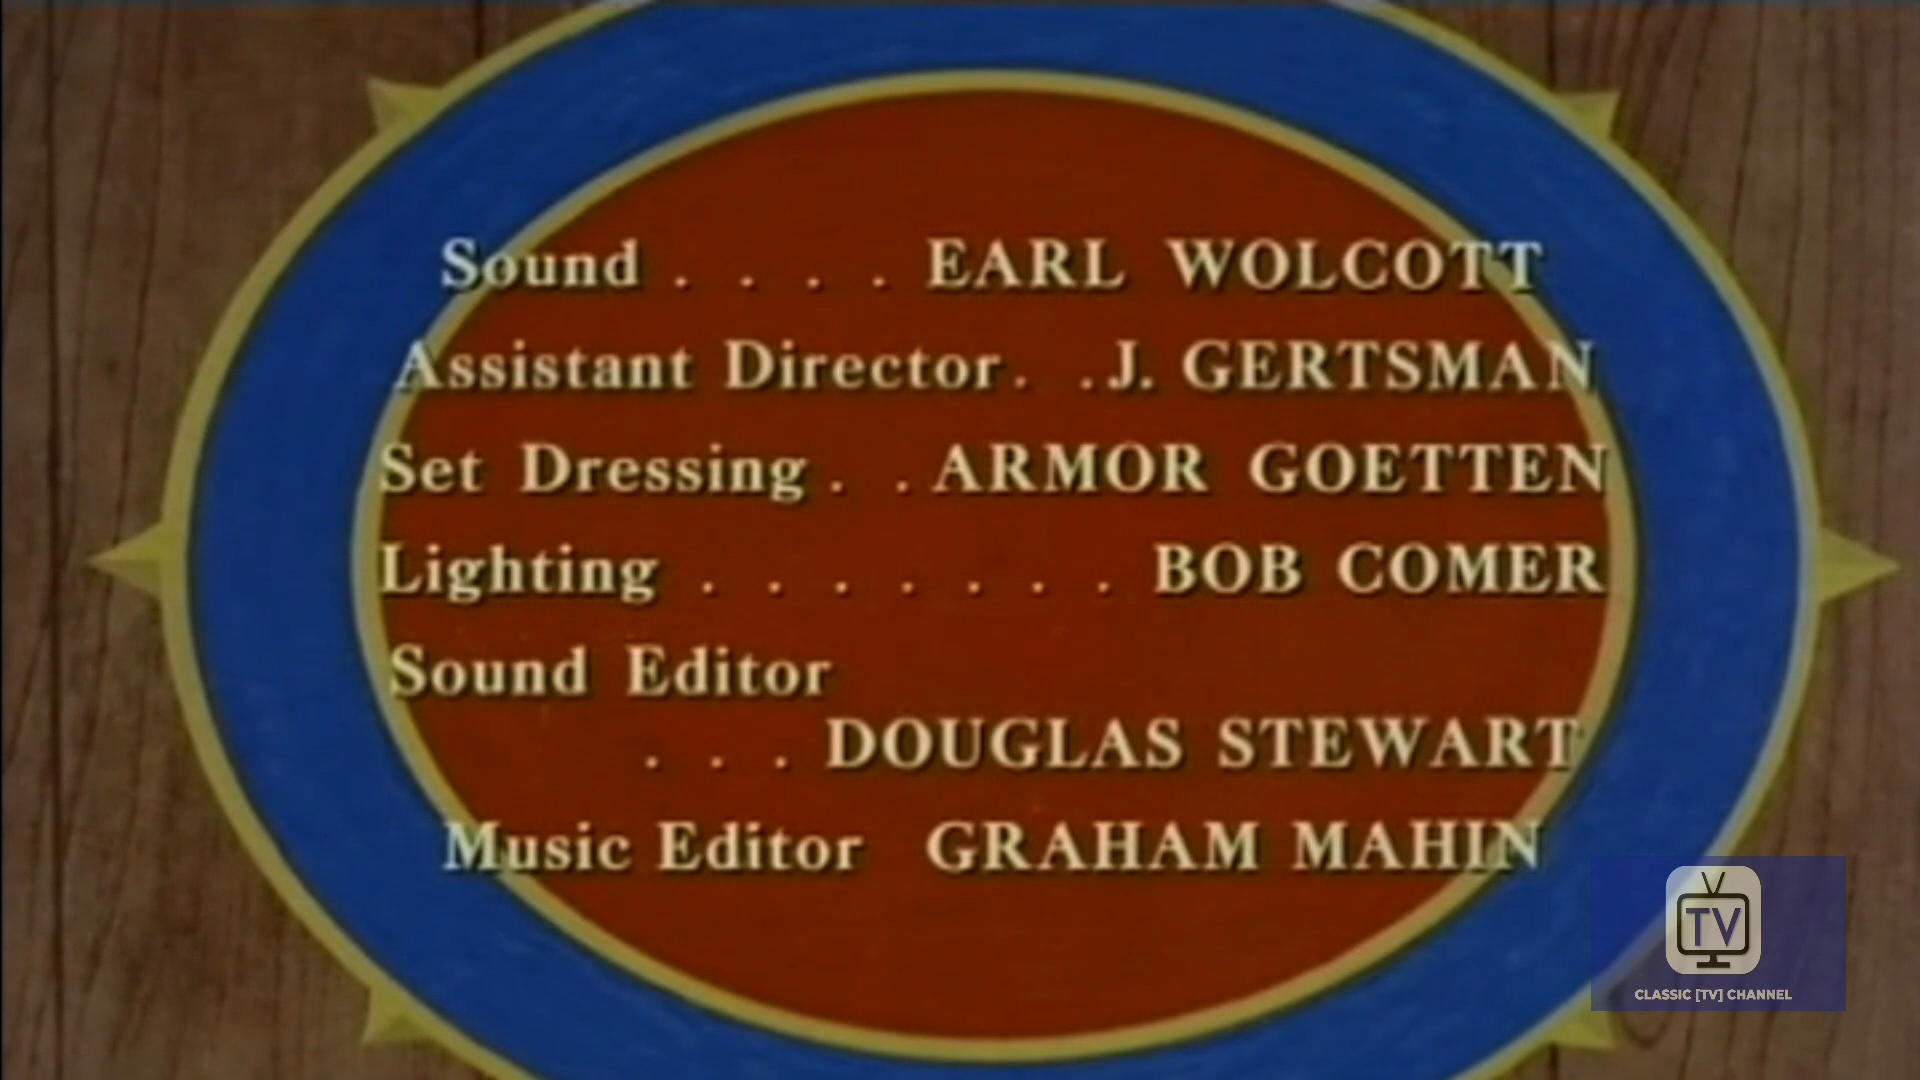 Sound . . . . EARL WOLCOTT
Assistant Director . . J. GERTSMAN
Set Dressing . . ARMOR GOETTEN
Lighting . . . . . . . BOB COMER
Sound Editor
. . . DOUGLAS STEWART
Music Editor GRAHAM MAHIN
TV
CLASSIC [TV] CHANNEL